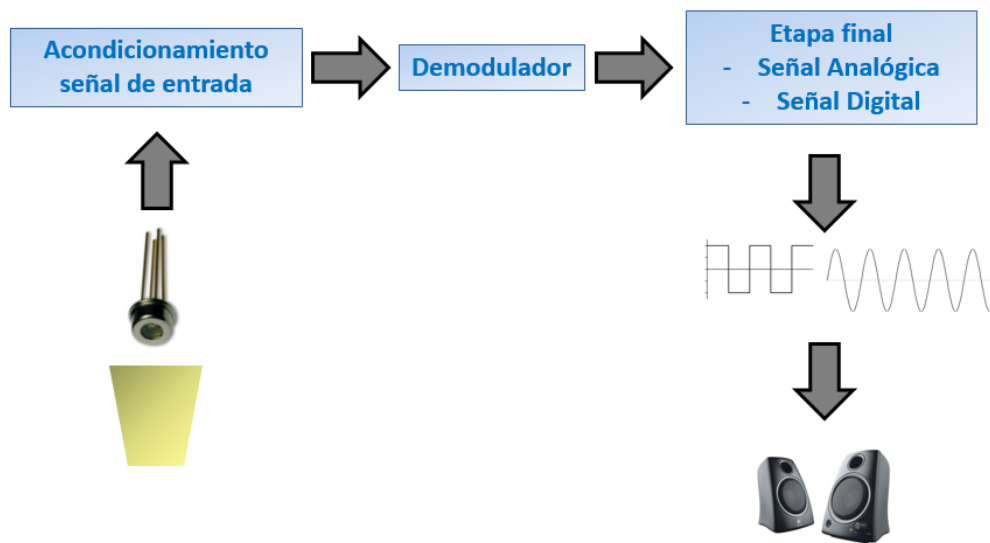 Acondicionamiento
señal de entrada
Demodulador
Etapa final
- Señal Analógica
- Señal Digital